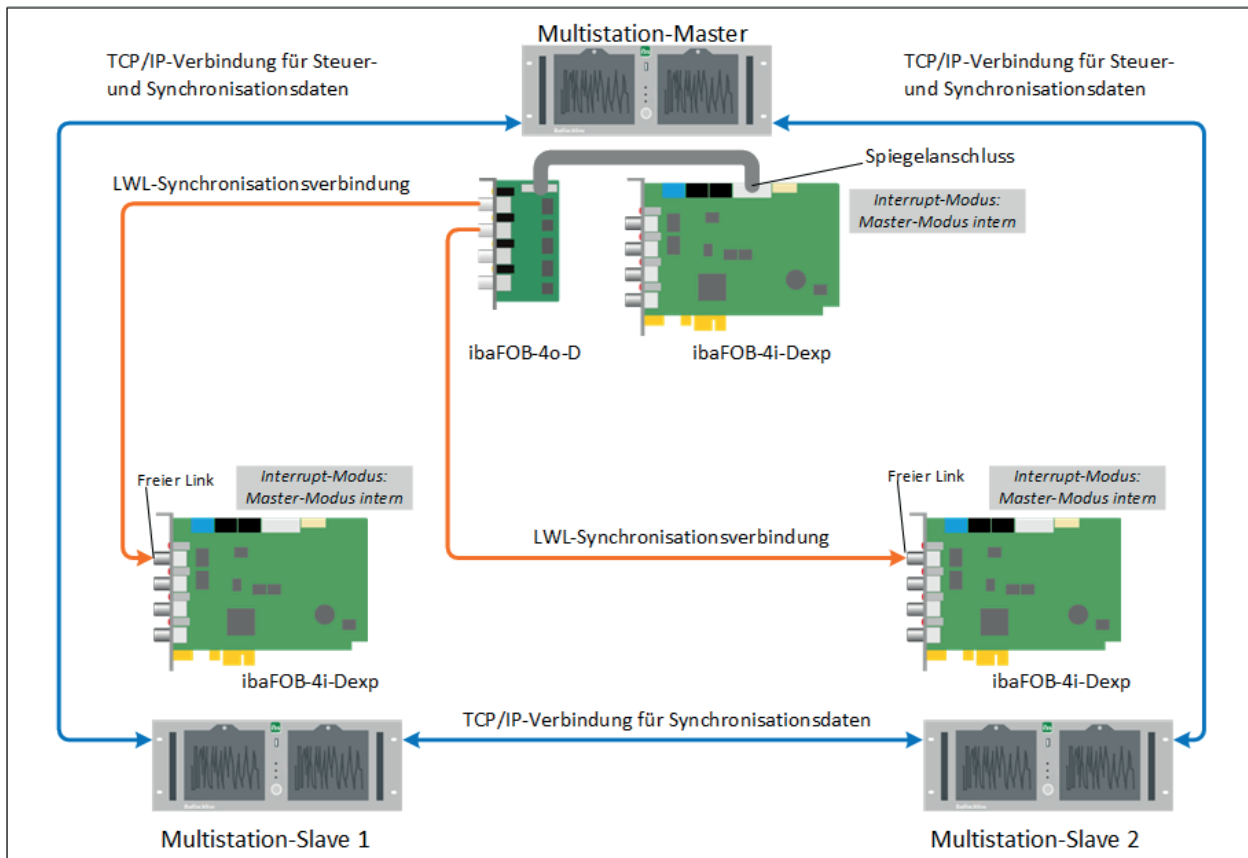 Multistation-Master
TCP/IP-Verbindung für Steuer-
und Synchronisationsdaten
TCP/IP-Verbindung für Steuer-
und Synchronisationsdaten
Spiegelanschluss
LWL-Synchronisationsverbindung
Interrupt-Modus:
Master-Modus intern
ibaFOB-4o-D
ibaFOB-4i-Dexp
Freier Link
Interrupt-Modus:
Master-Modus intern
Freier Link
Interrupt-Modus:
Master-Modus intern
LWL-Synchronisationsverbindung
ibaFOB-4i-Dexp
ibaFOB-4i-Dexp
TCP/IP-Verbindung für Synchronisationsdaten
Multistation-Slave 1
Multistation-Slave 2